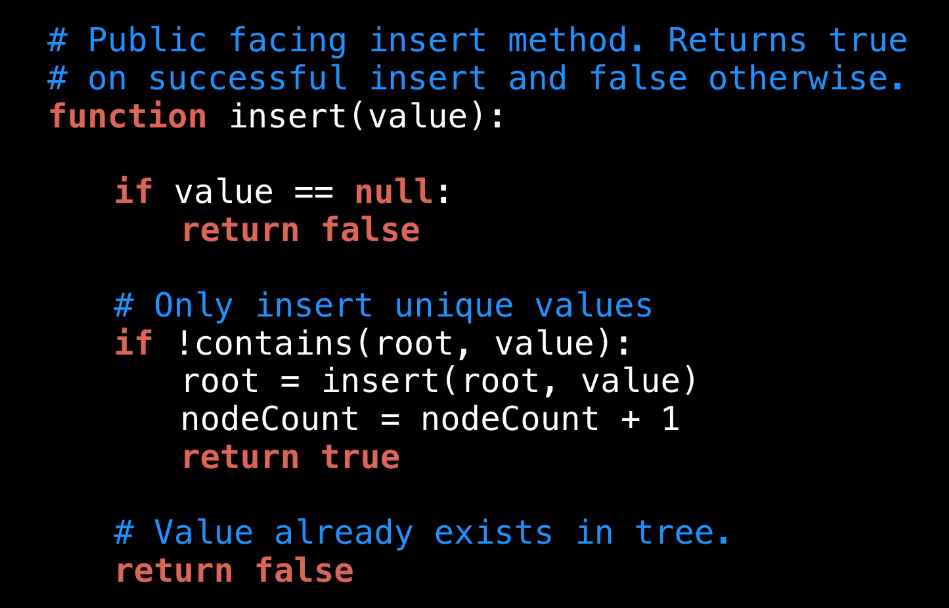 # Public facing insert method. Returns true
# on successful insert and false otherwise.
function insert(value):
if value == null:
return false
# Only insert unique values
if !contains(root, value):
root = insert(root, value)
nodeCount = nodeCount + 1
return true
# Value already exists in tree.
return false